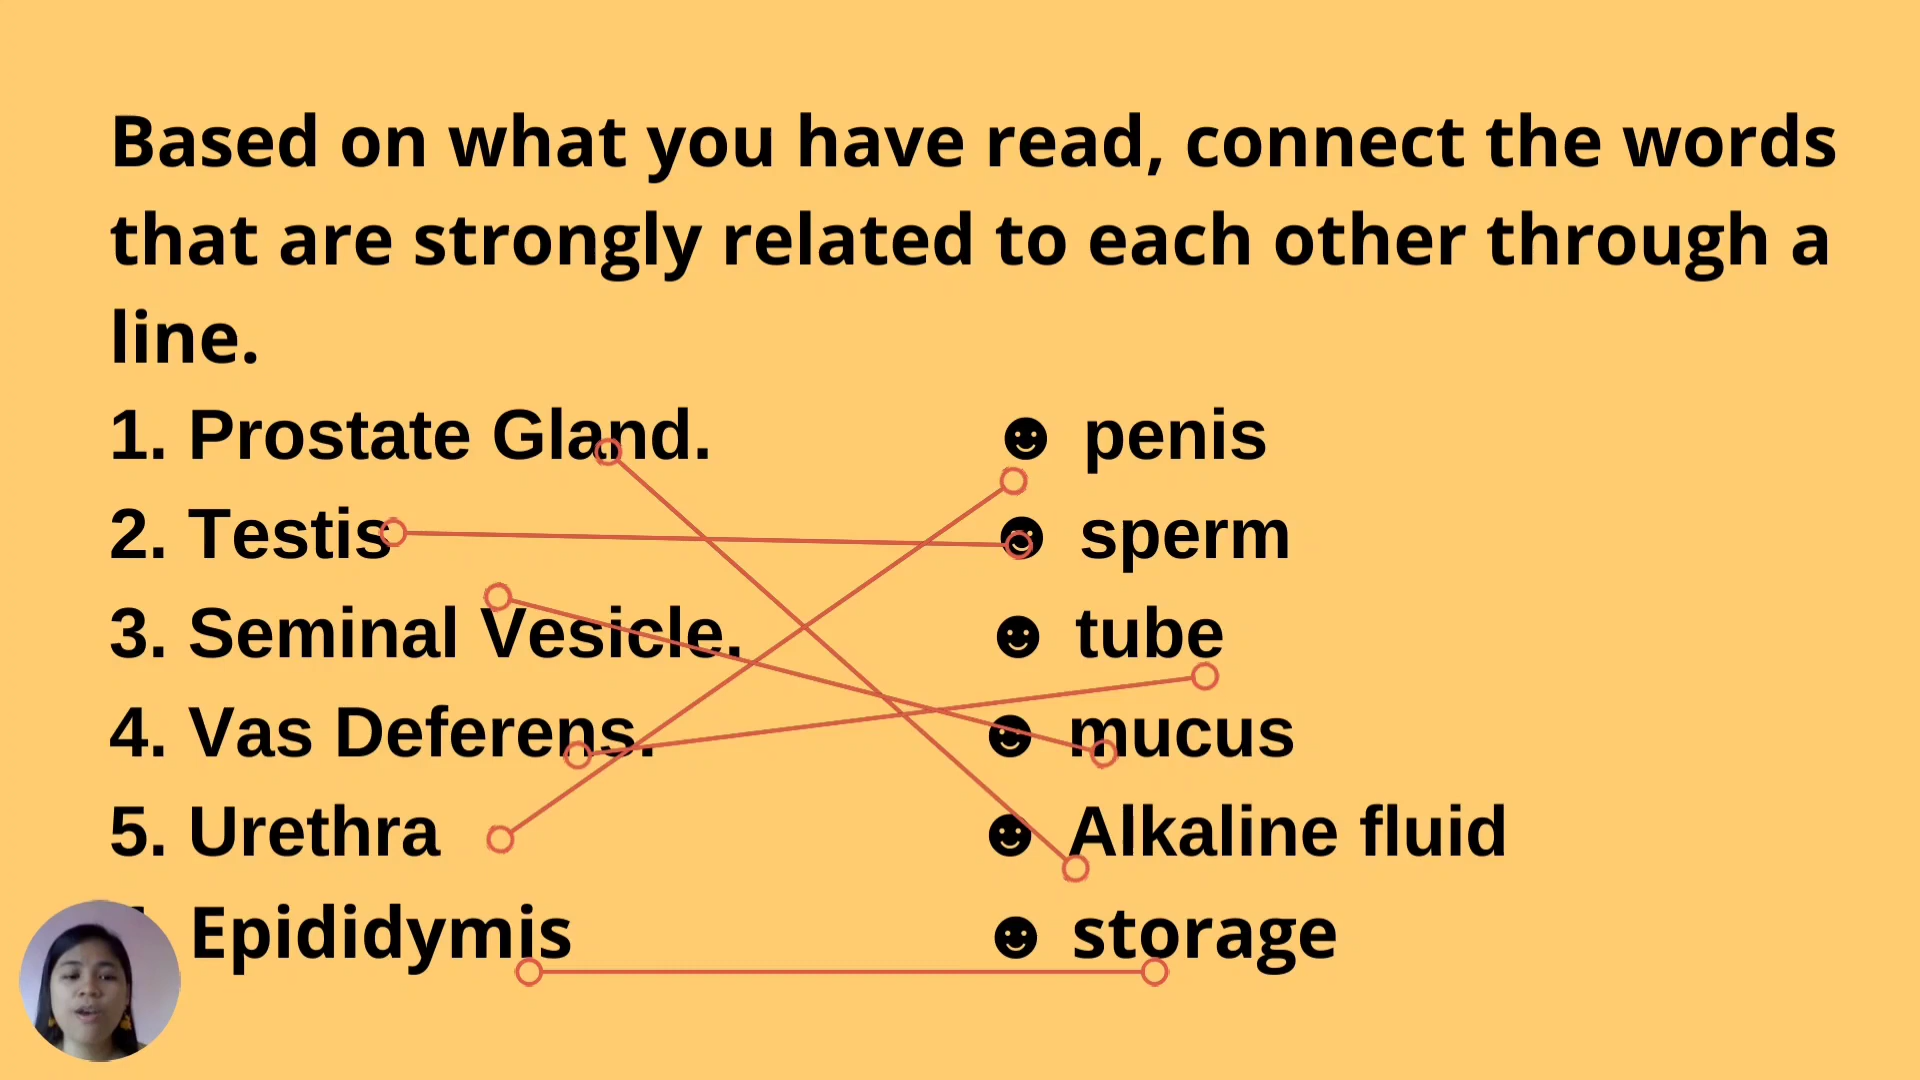 Based on what you have read, connect the words
that are strongly related to each other through a
line.
1. Prostate Gland. ☻ penis
2. Testis ☻ sperm
3. Seminal Vesicle. ☻ tube
4. Vas Deferens. ☻ mucus
5. Urethra ☻ Alkaline fluid
Epididymis ☻ storage